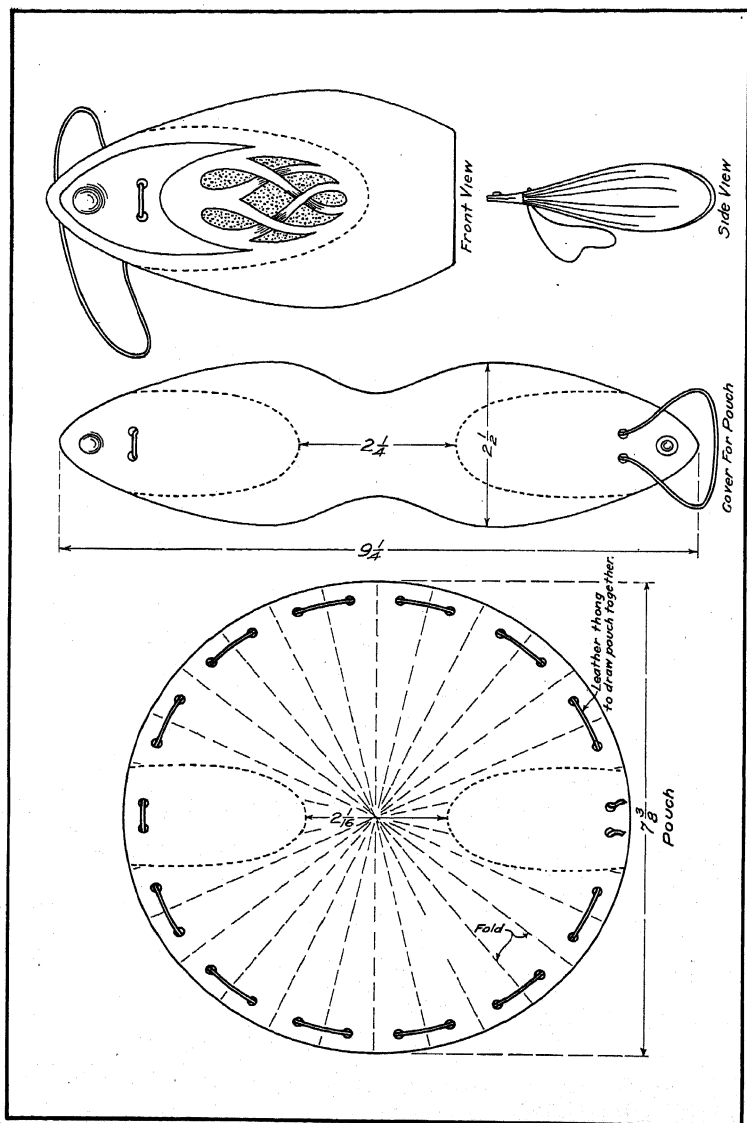 Front View
Side View
2 1/4
2 1/2
Cover For Pouch
9 1/4
Leather thong
to draw pouch together.
2 1/16
7 3/8
Pouch
Fold